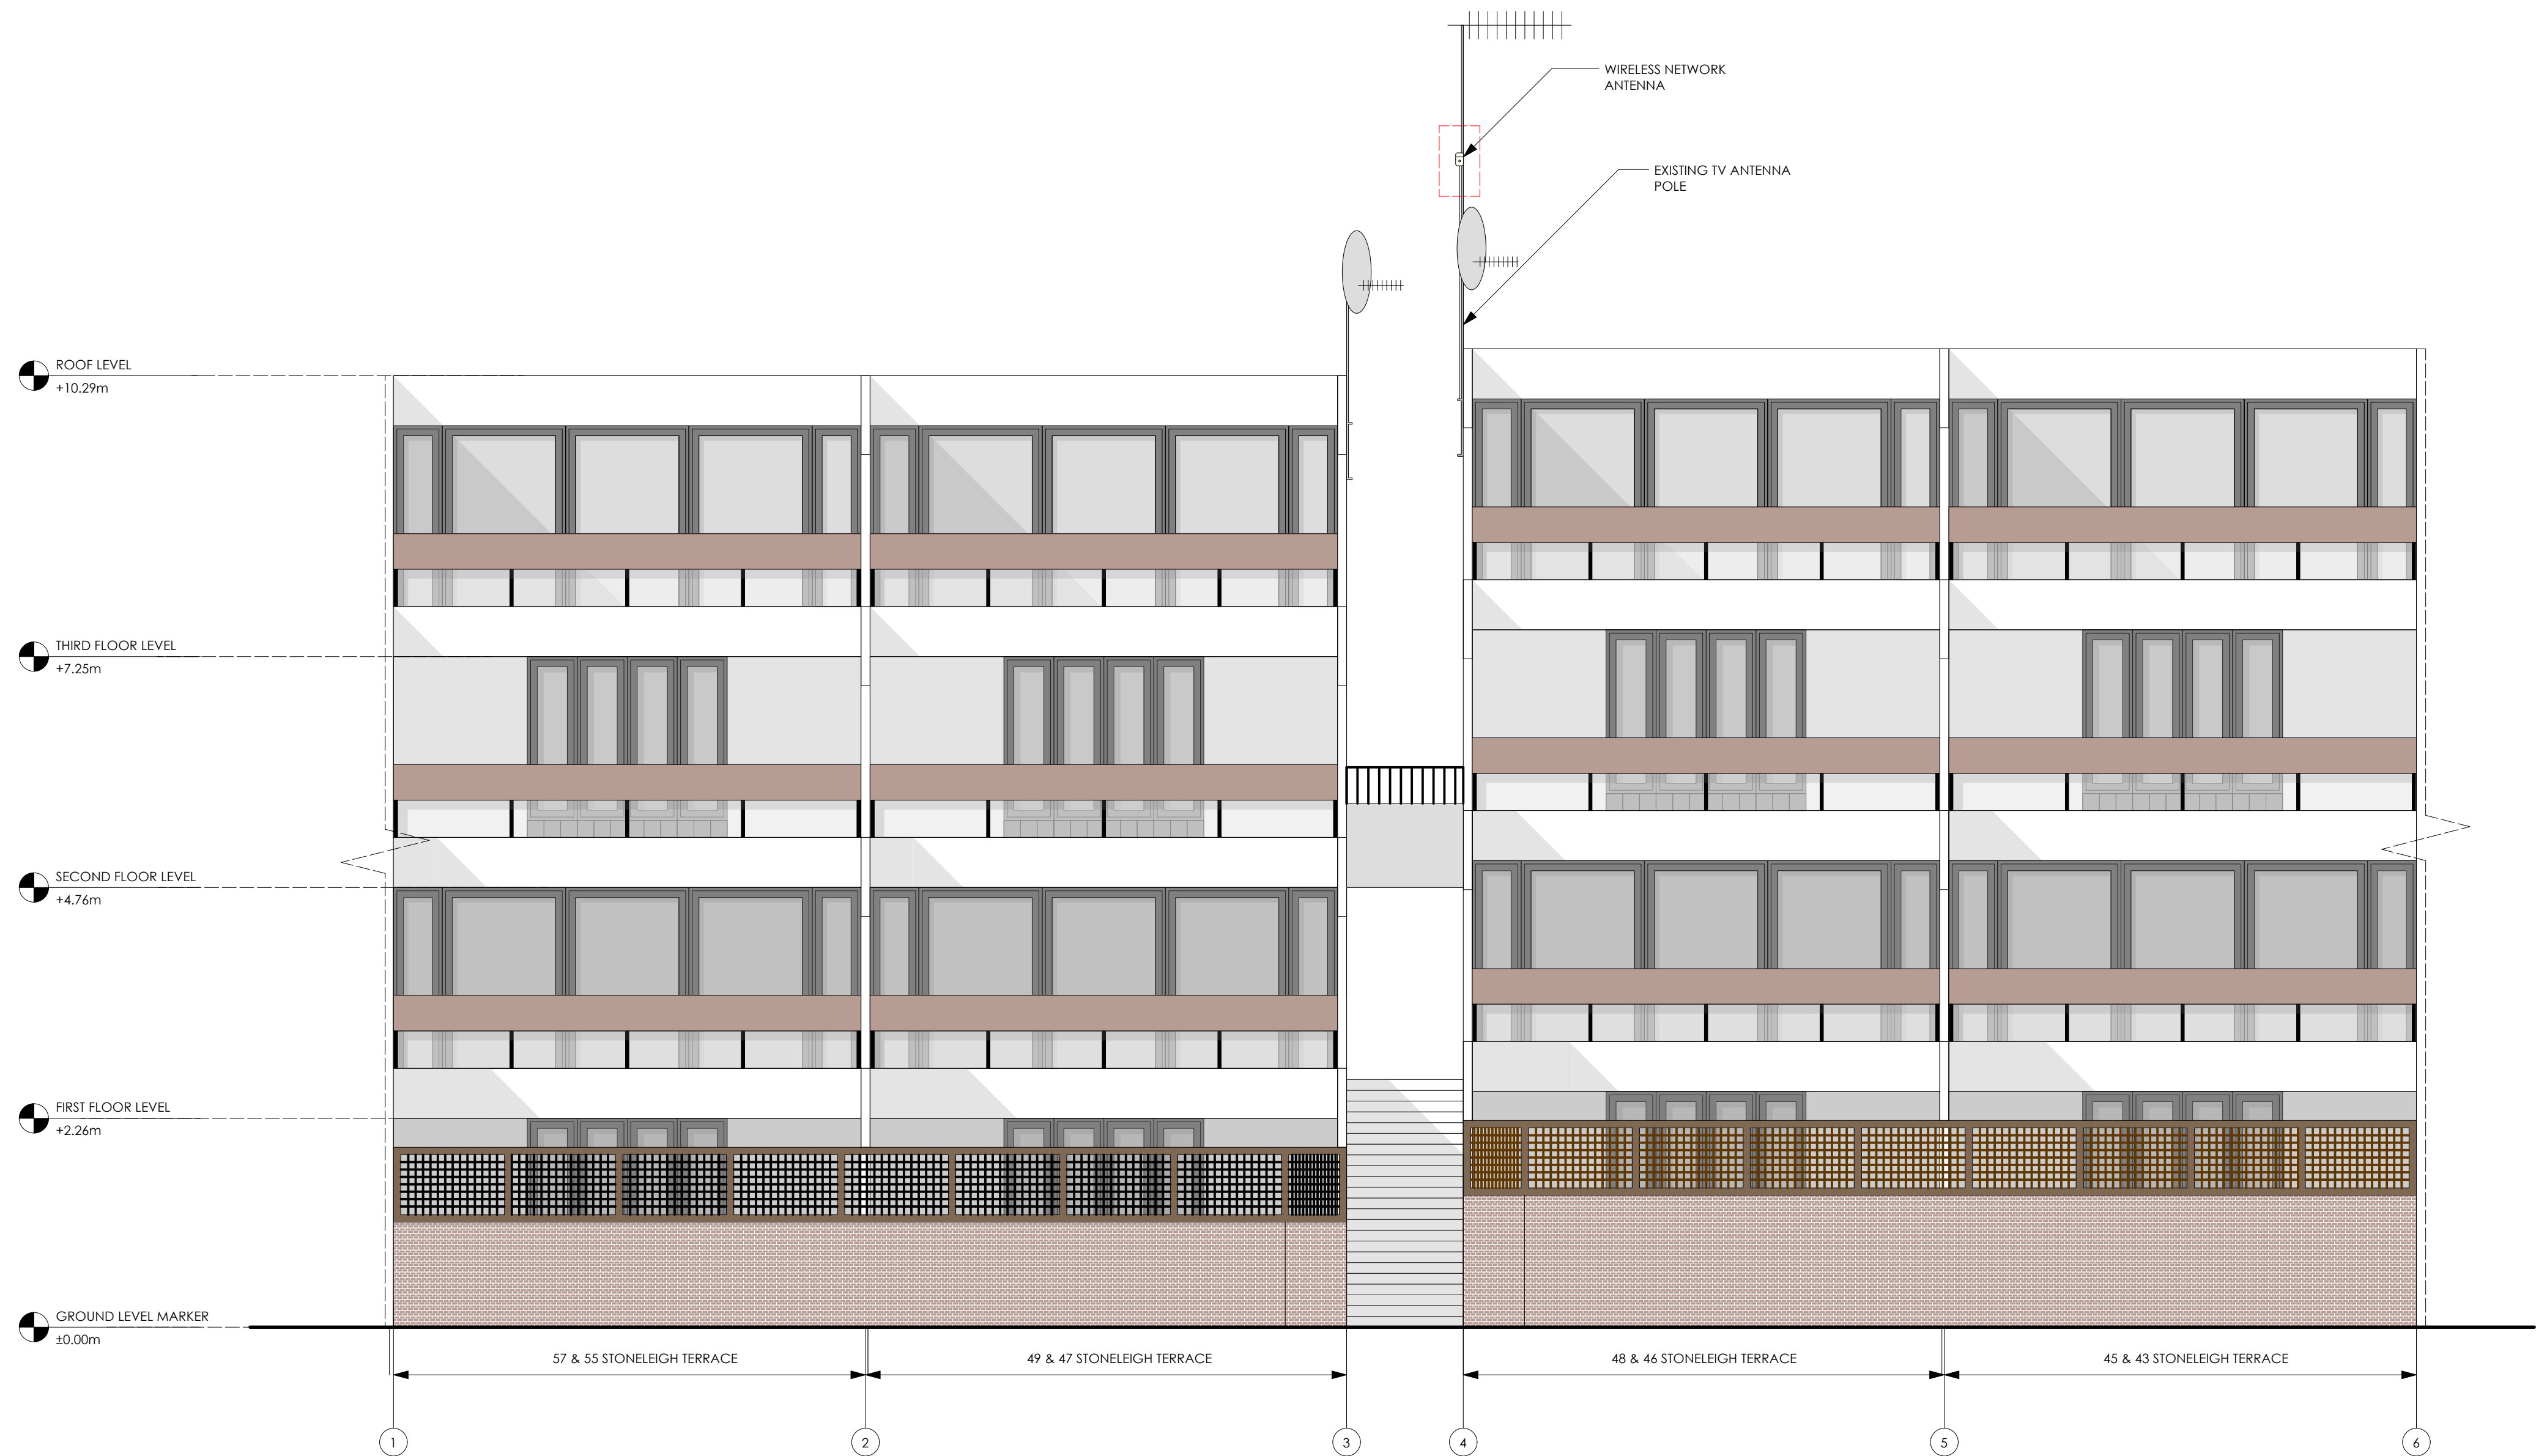 WIRELESS NETWORK
ANTENNA
EXISTING TV ANTENNA
POLE
ROOF LEVEL
+10.29m
THIRD FLOOR LEVEL
+7.25m
SECOND FLOOR LEVEL
+4.76m
FIRST FLOOR LEVEL
+2.26m
GROUND LEVEL MARKER
±0.00m
57 & 55 STONELEIGH TERRACE
49 & 47 STONELEIGH TERRACE
48 & 46 STONELEIGH TERRACE
45 & 43 STONELEIGH TERRACE
1
2
3
4
5
6